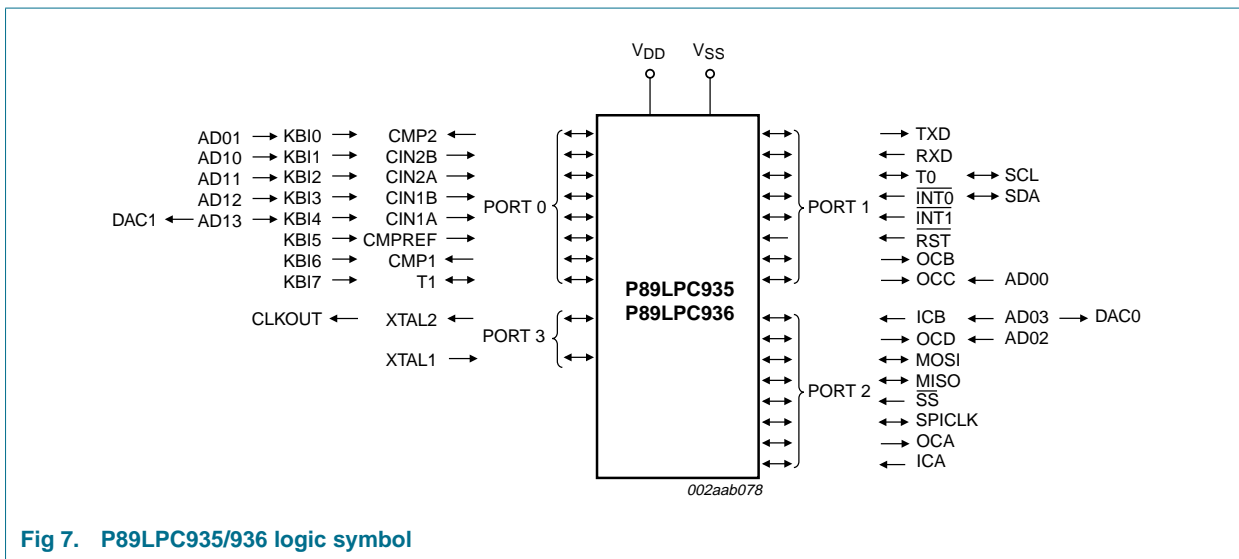 VDD VSS
AD01 KBI0 CMP2 TXD
AD10 KBI1 CIN2B RXD
AD11 KBI2 CIN2A T0 SCL
AD12 KBI3 CIN1B INT0 SDA
DAC1 AD13 KBI4 CIN1A PORT 0 PORT 1 INT1
KBI5 CMPREF RST
KBI6 CMP1 OCB
KBI7 T1 OCC AD00
P89LPC935
P89LPC936
CLKOUT XTAL2 PORT 3 ICB AD03 DAC0
OCD AD02
XTAL1 MOSI
MISO
PORT 2 SS
SPICLK
OCA
ICA
002aab078
Fig 7. P89LPC935/936 logic symbol